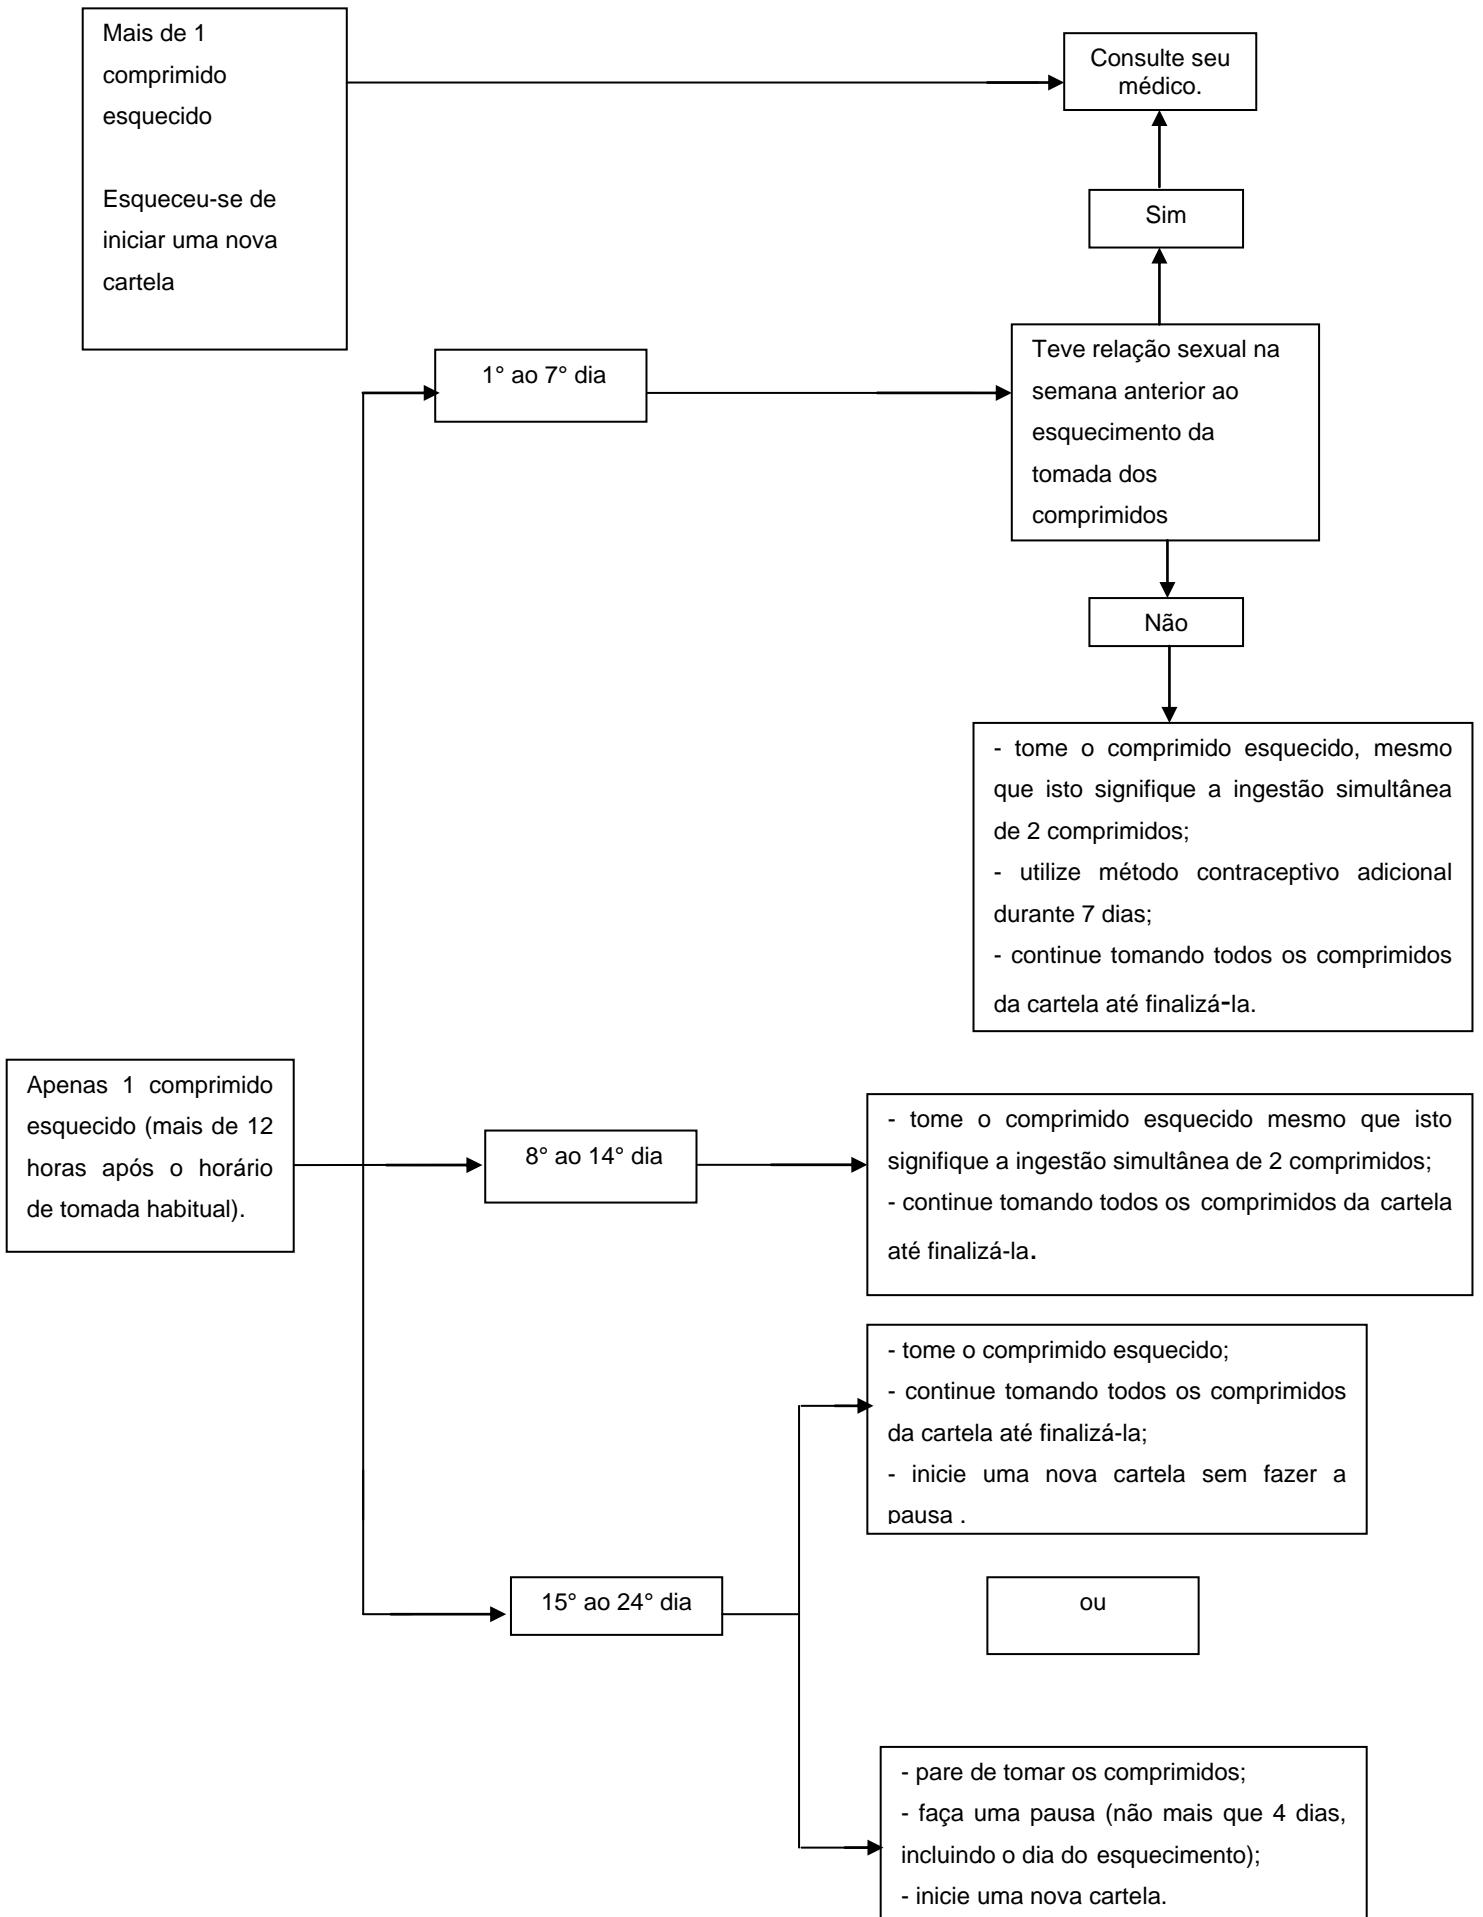 Mais de 1
comprimido
esquecido
Esqueceu-se de
iniciar uma nova
cartela
Consulte seu
médico.
Sim
1° ao 7° dia
Teve relação sexual na
semana anterior ao
esquecimento da
tomada dos
comprimidos
Não
- tome o comprimido esquecido, mesmo
que isto signifique a ingestão simultânea
de 2 comprimidos;
- utilize método contraceptivo adicional
durante 7 dias;
- continue tomando todos os comprimidos
da cartela até finalizá-la.
Apenas 1 comprimido
esquecido (mais de 12
horas após o horário
de tomada habitual).
8° ao 14° dia
- tome o comprimido esquecido mesmo que isto
signifique a ingestão simultânea de 2 comprimidos;
- continue tomando todos os comprimidos da cartela
até finalizá-la.
- tome o comprimido esquecido;
- continue tomando todos os comprimidos
da cartela até finalizá-la;
- inicie uma nova cartela sem fazer a
pausa .
15° ao 24° dia
ou
- pare de tomar os comprimidos;
- faça uma pausa (não mais que 4 dias,
incluindo o dia do esquecimento);
- inicie uma nova cartela.